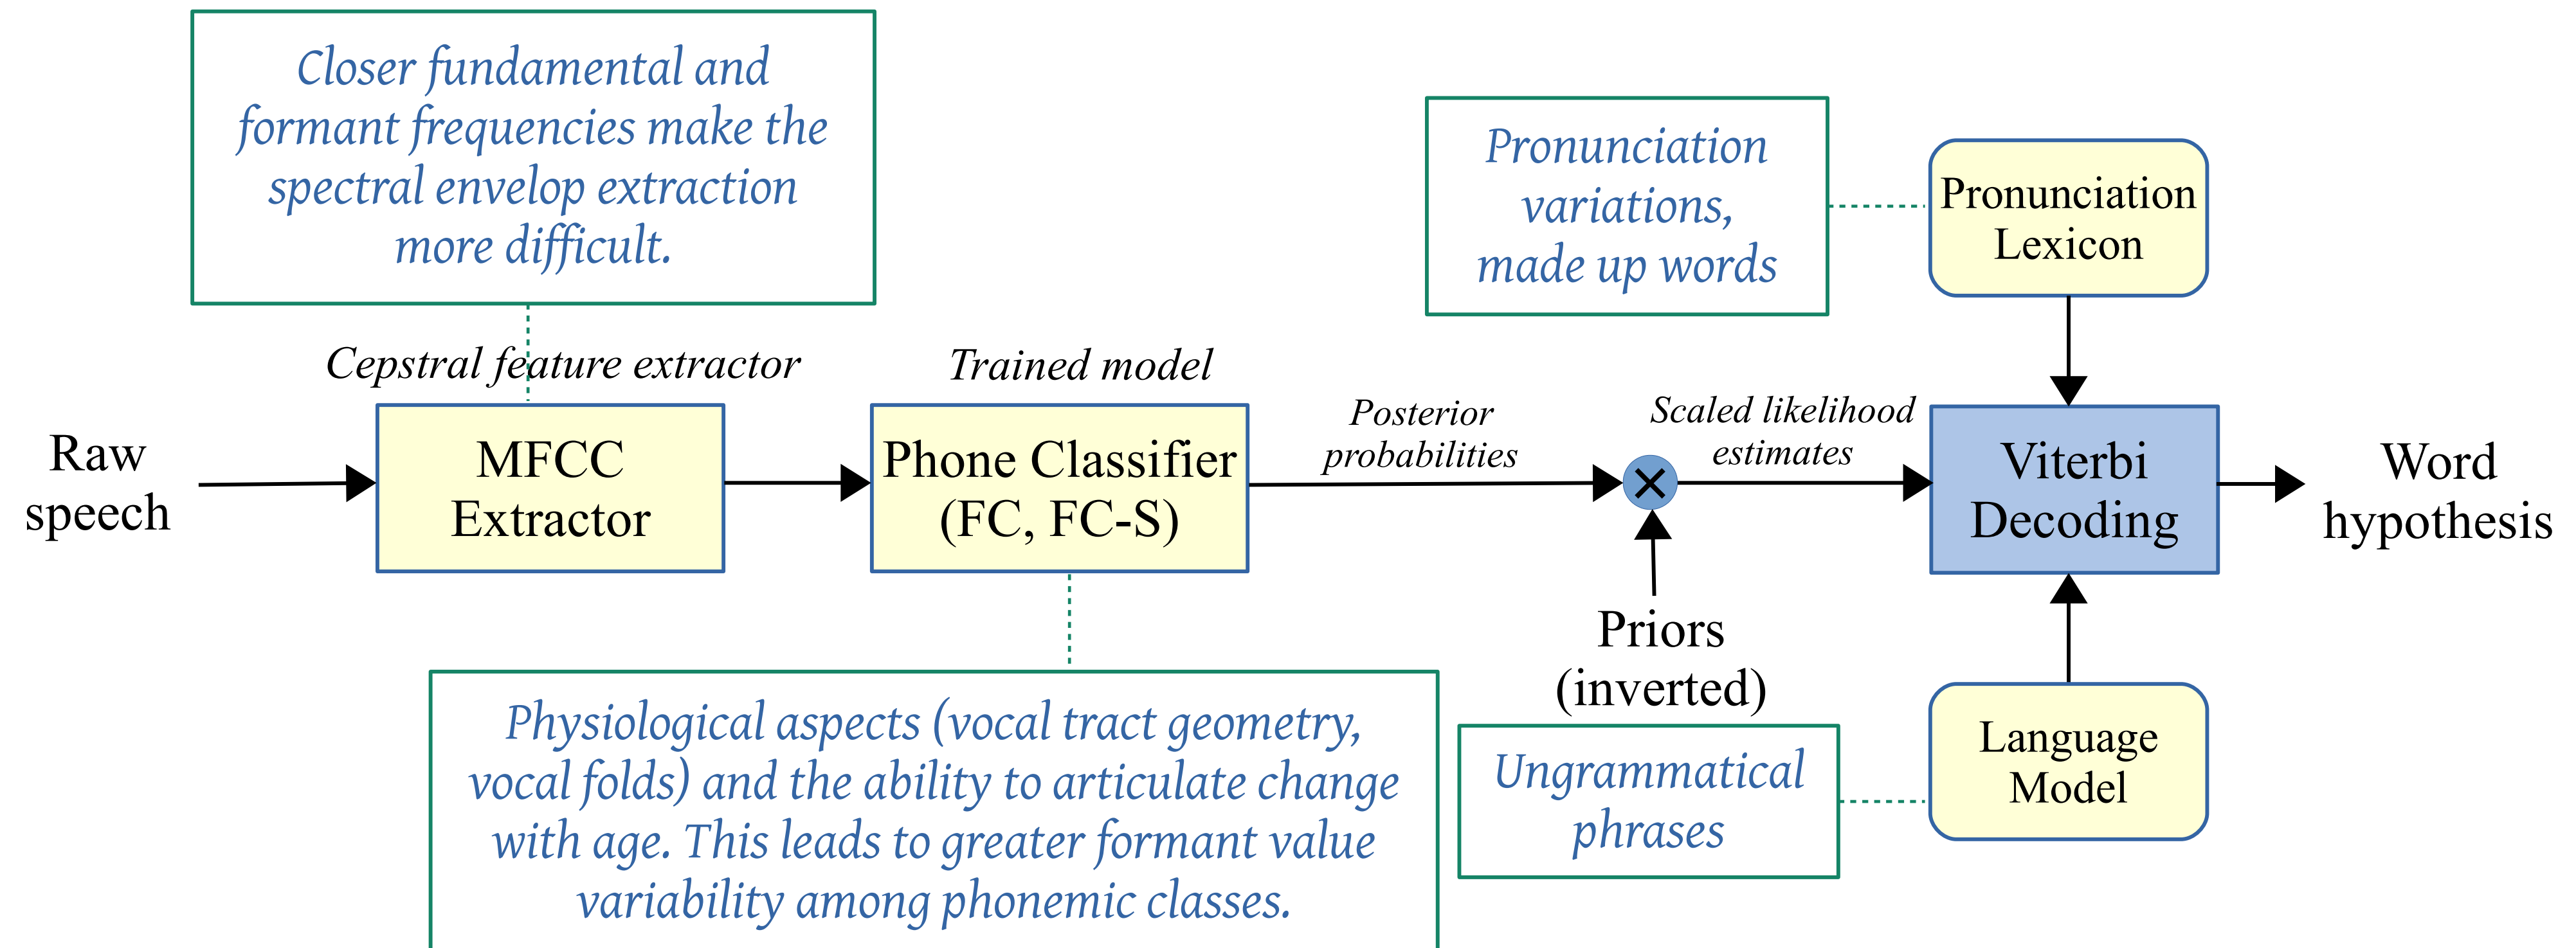 Closer fundamental and
formant frequencies make the
spectral envelop extraction
more difficult.
Pronunciation
variations,
made up words
Pronunciation
Lexicon
Cepstral feature extractor
Trained model
Posterior
probabilities
Scaled likelihood
estimates
Raw
speech
MFCC
Extractor
Phone Classifier
(FC, FC-S)
×
Viterbi
Decoding
Word
hypothesis
Priors
(inverted)
Physiological aspects (vocal tract geometry,
vocal folds) and the ability to articulate change
with age. This leads to greater formant value
variability among phonemic classes.
Ungrammatical
phrases
Language
Model